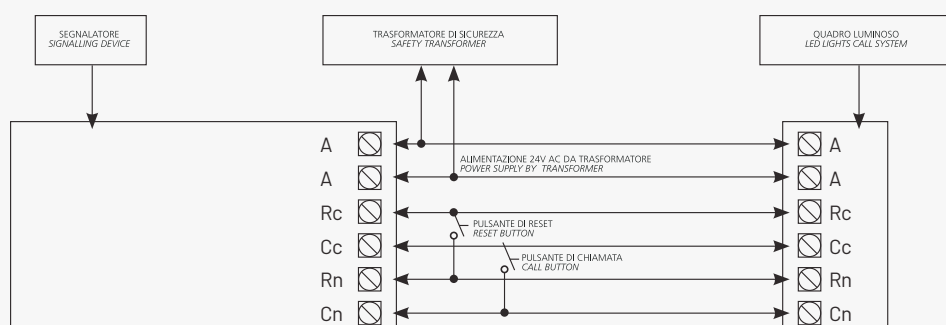 SEGNALATORE
SIGNALLING DEVICE
TRASFORMATORE DI SICUREZZA
SAFETY TRANSFORMER
QUADRO LUMINOSO
LED LIGHTS CALL SYSTEM
A
A
A
ALIMENTAZIONE 24V AC DA TRASFORMATORE
POWER SUPPLY BY TRANSFORMER
A
Rc
Rc
PULSANTE DI RESET
RESET BUTTON
Cc
Cc
PULSANTE DI CHIAMATA
CALL BUTTON
Rn
Rn
Cn
Cn